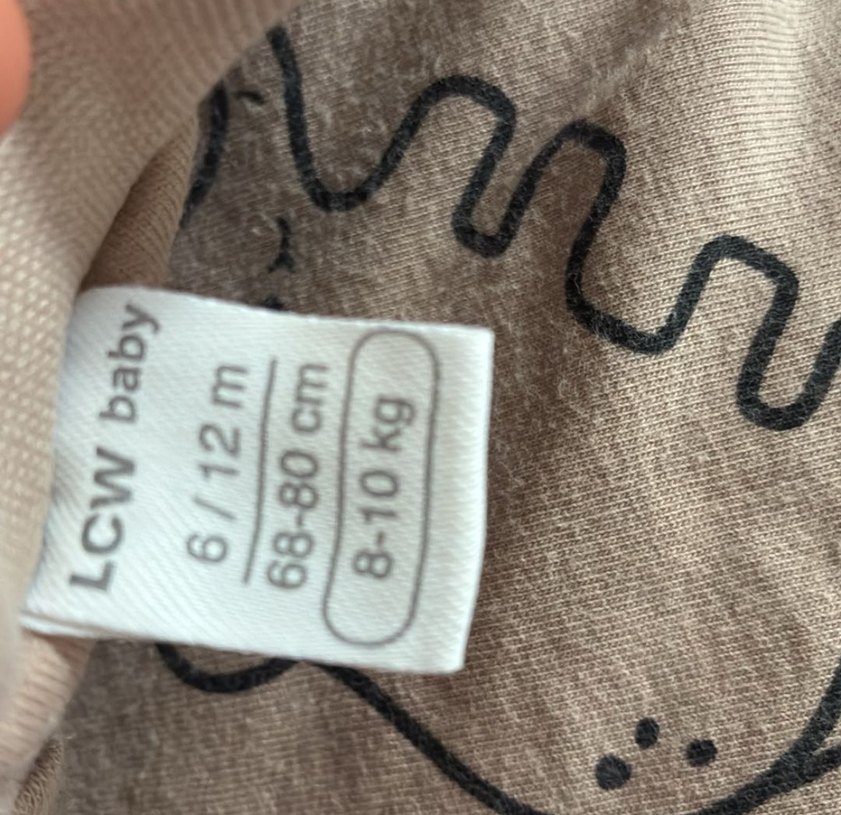 LCW baby
6 / 12 m
68-80 cm
8-10 kg